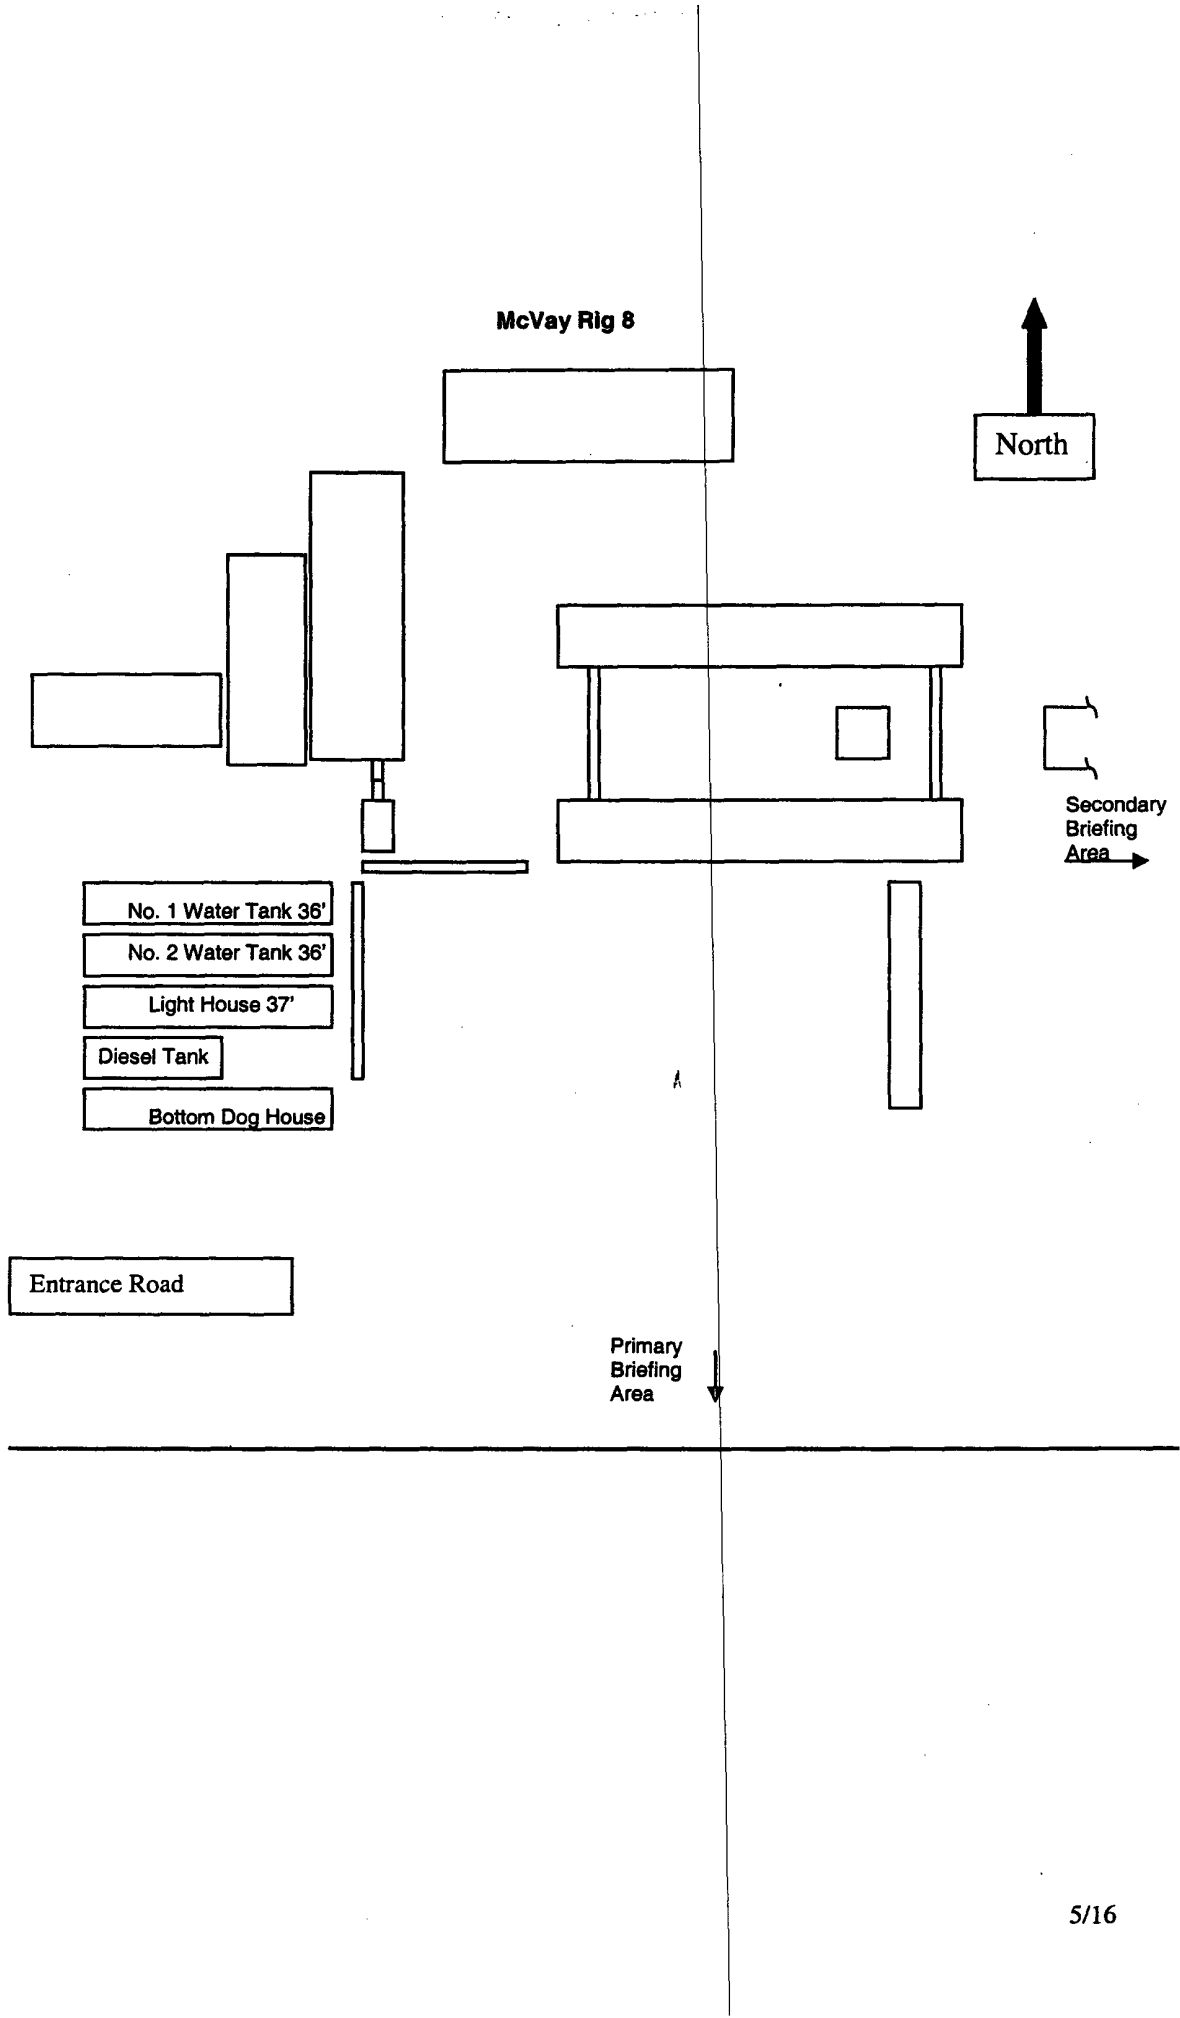 McVay Rig 8
North
Secondary
Briefing
Area
No. 1 Water Tank 36'
No. 2 Water Tank 36'
Light House 37'
Diesel Tank
Bottom Dog House
Entrance Road
Primary
Briefing
Area
5/16